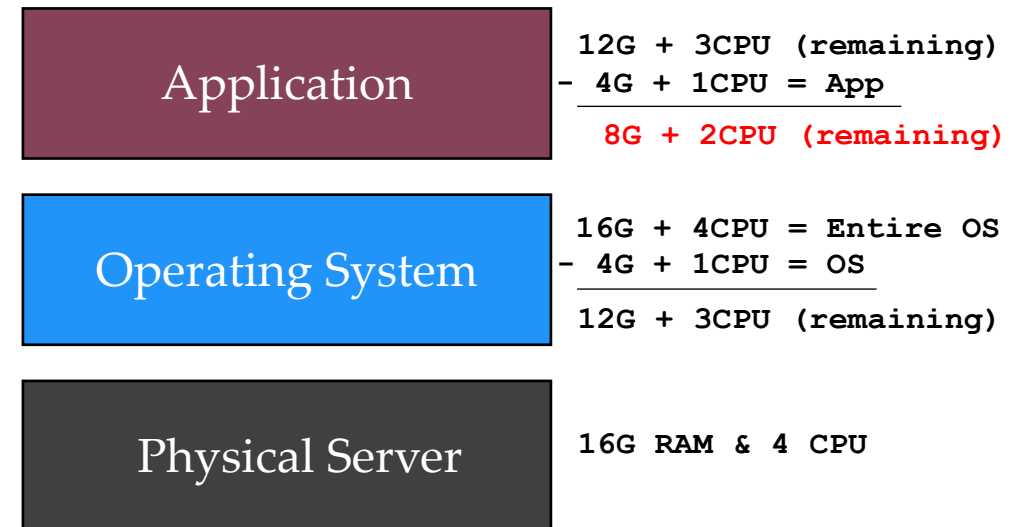 Application
12G + 3CPU (remaining)
- 4G + 1CPU = App
8G + 2CPU (remaining)
Operating System
16G + 4CPU = Entire OS
- 4G + 1CPU = OS
12G + 3CPU (remaining)
Physical Server
16G RAM & 4 CPU